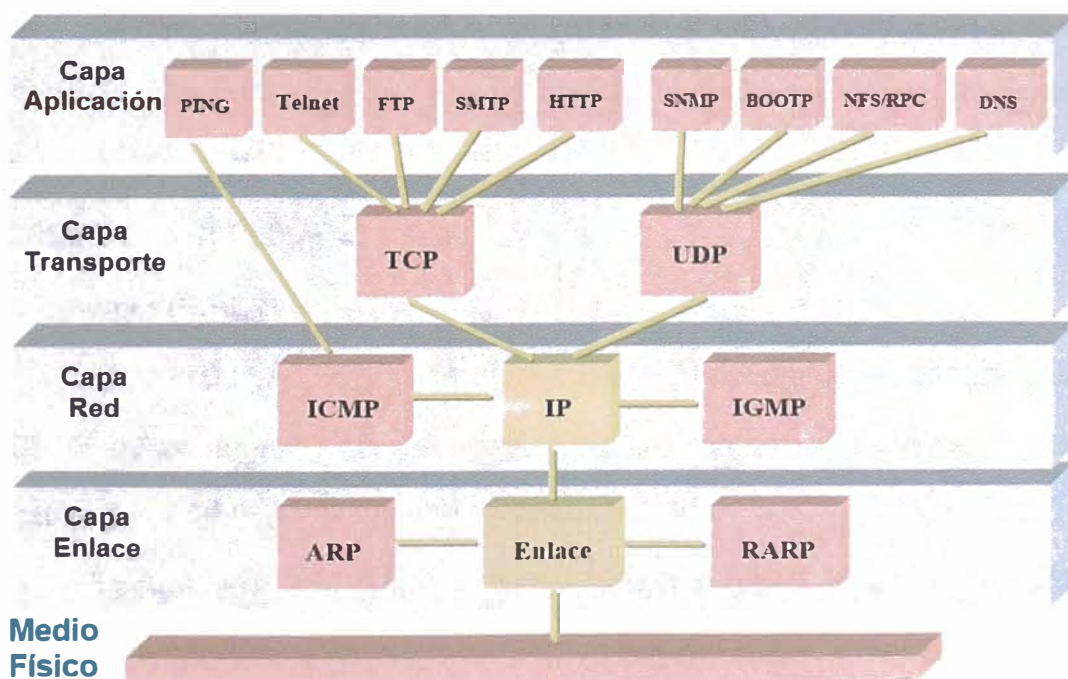 Capa
Aplicación
PING
Telnet
FTP
SMTP
HTTP
SNMP
BOOTP
NFS/RPC
DNS
Capa
Transporte
TCP
UDP
Capa
Red
ICMP
IP
IGMP
Capa
Enlace
ARP
Enlace
RARP
Medio
Físico